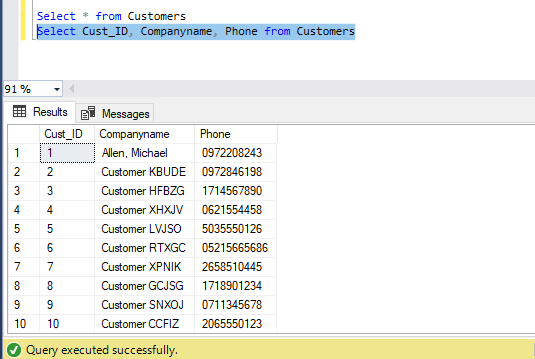 Select * from Customers
Select Cust_ID, Companyname, Phone from Customers
91 %
Results Messages
Cust_ID Companyname Phone
1 1 Allen, Michael 0972208243
2 2 Customer KBUDE 0972846198
3 3 Customer HFBZG 1714567890
4 4 Customer XHXJV 0621554458
5 5 Customer LVJSO 5035550126
6 6 Customer RTXGC 05215665686
7 7 Customer XPNIK 2658510445
8 8 Customer GCJSG 1718901234
9 9 Customer SNXOJ 0711345678
10 10 Customer CCFIZ 2065550123
Query executed successfully.